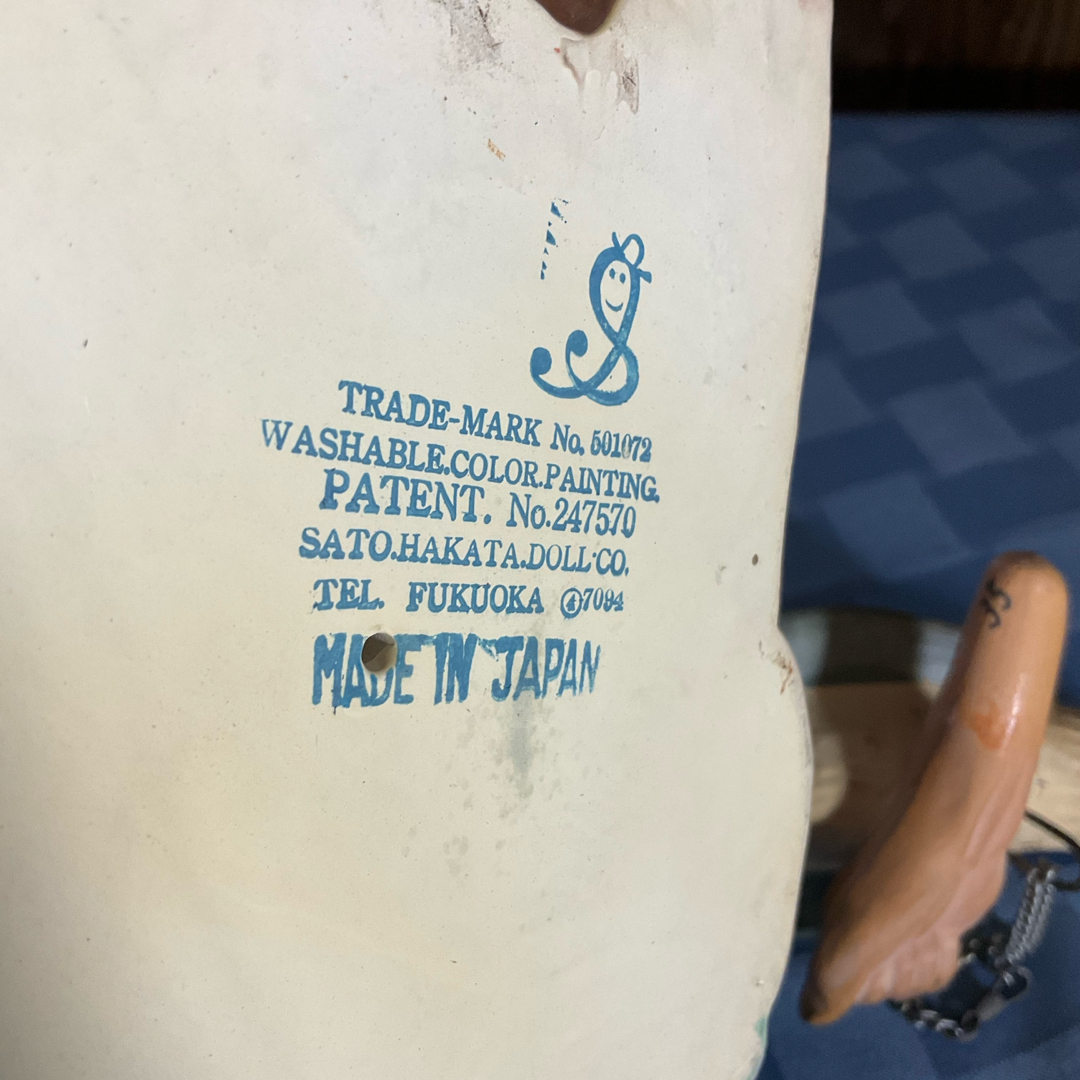 TRADE-MARK No. 501072
WASHABLE.COLOR.PAINTING.
PATENT. No.247570
SATO.HAKATA.DOLL.CO.
TEL. FUKUOKA ④7094
MADE IN JAPAN